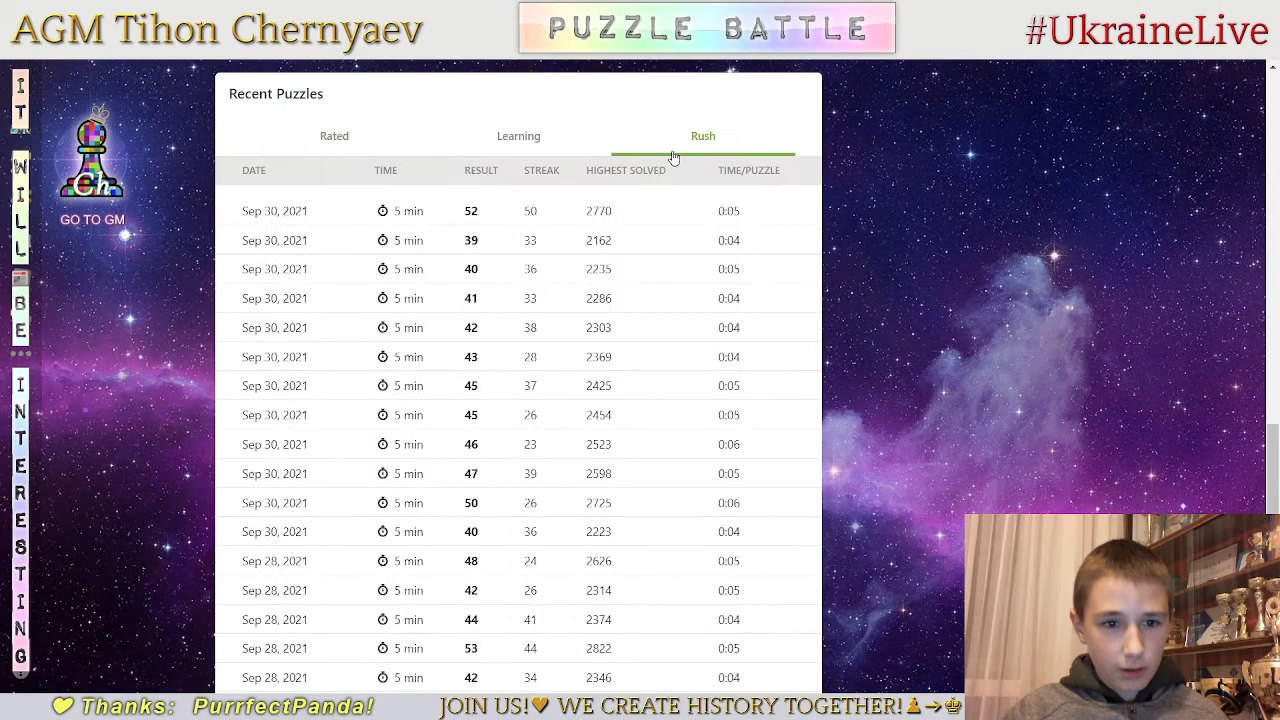 AGM Tihon Chernyaev
PUZZLE BATTLE
#UkraineLive
IT
WILL
BE
INTERESTING
Ch
GO TO GM
Recent Puzzles
Rated Learning Rush
DATE TIME RESULT STREAK HIGHEST SOLVED TIME/PUZZLE
Sep 30, 2021 5 min 52 50 2770 0:05
Sep 30, 2021 5 min 39 33 2162 0:04
Sep 30, 2021 5 min 40 36 2235 0:05
Sep 30, 2021 5 min 41 33 2286 0:04
Sep 30, 2021 5 min 42 38 2303 0:04
Sep 30, 2021 5 min 43 28 2369 0:04
Sep 30, 2021 5 min 45 37 2425 0:05
Sep 30, 2021 5 min 45 26 2454 0:05
Sep 30, 2021 5 min 46 23 2523 0:06
Sep 30, 2021 5 min 47 39 2598 0:05
Sep 30, 2021 5 min 50 26 2725 0:06
Sep 30, 2021 5 min 40 36 2223 0:04
Sep 28, 2021 5 min 48 24 2626 0:05
Sep 28, 2021 5 min 42 26 2314 0:05
Sep 28, 2021 5 min 44 41 2374 0:04
Sep 28, 2021 5 min 53 44 2822 0:05
Sep 28, 2021 5 min 42 34 2346 0:04
Thanks: PurrfectPanda!
JOIN US! WE CREATE HISTORY TOGETHER!